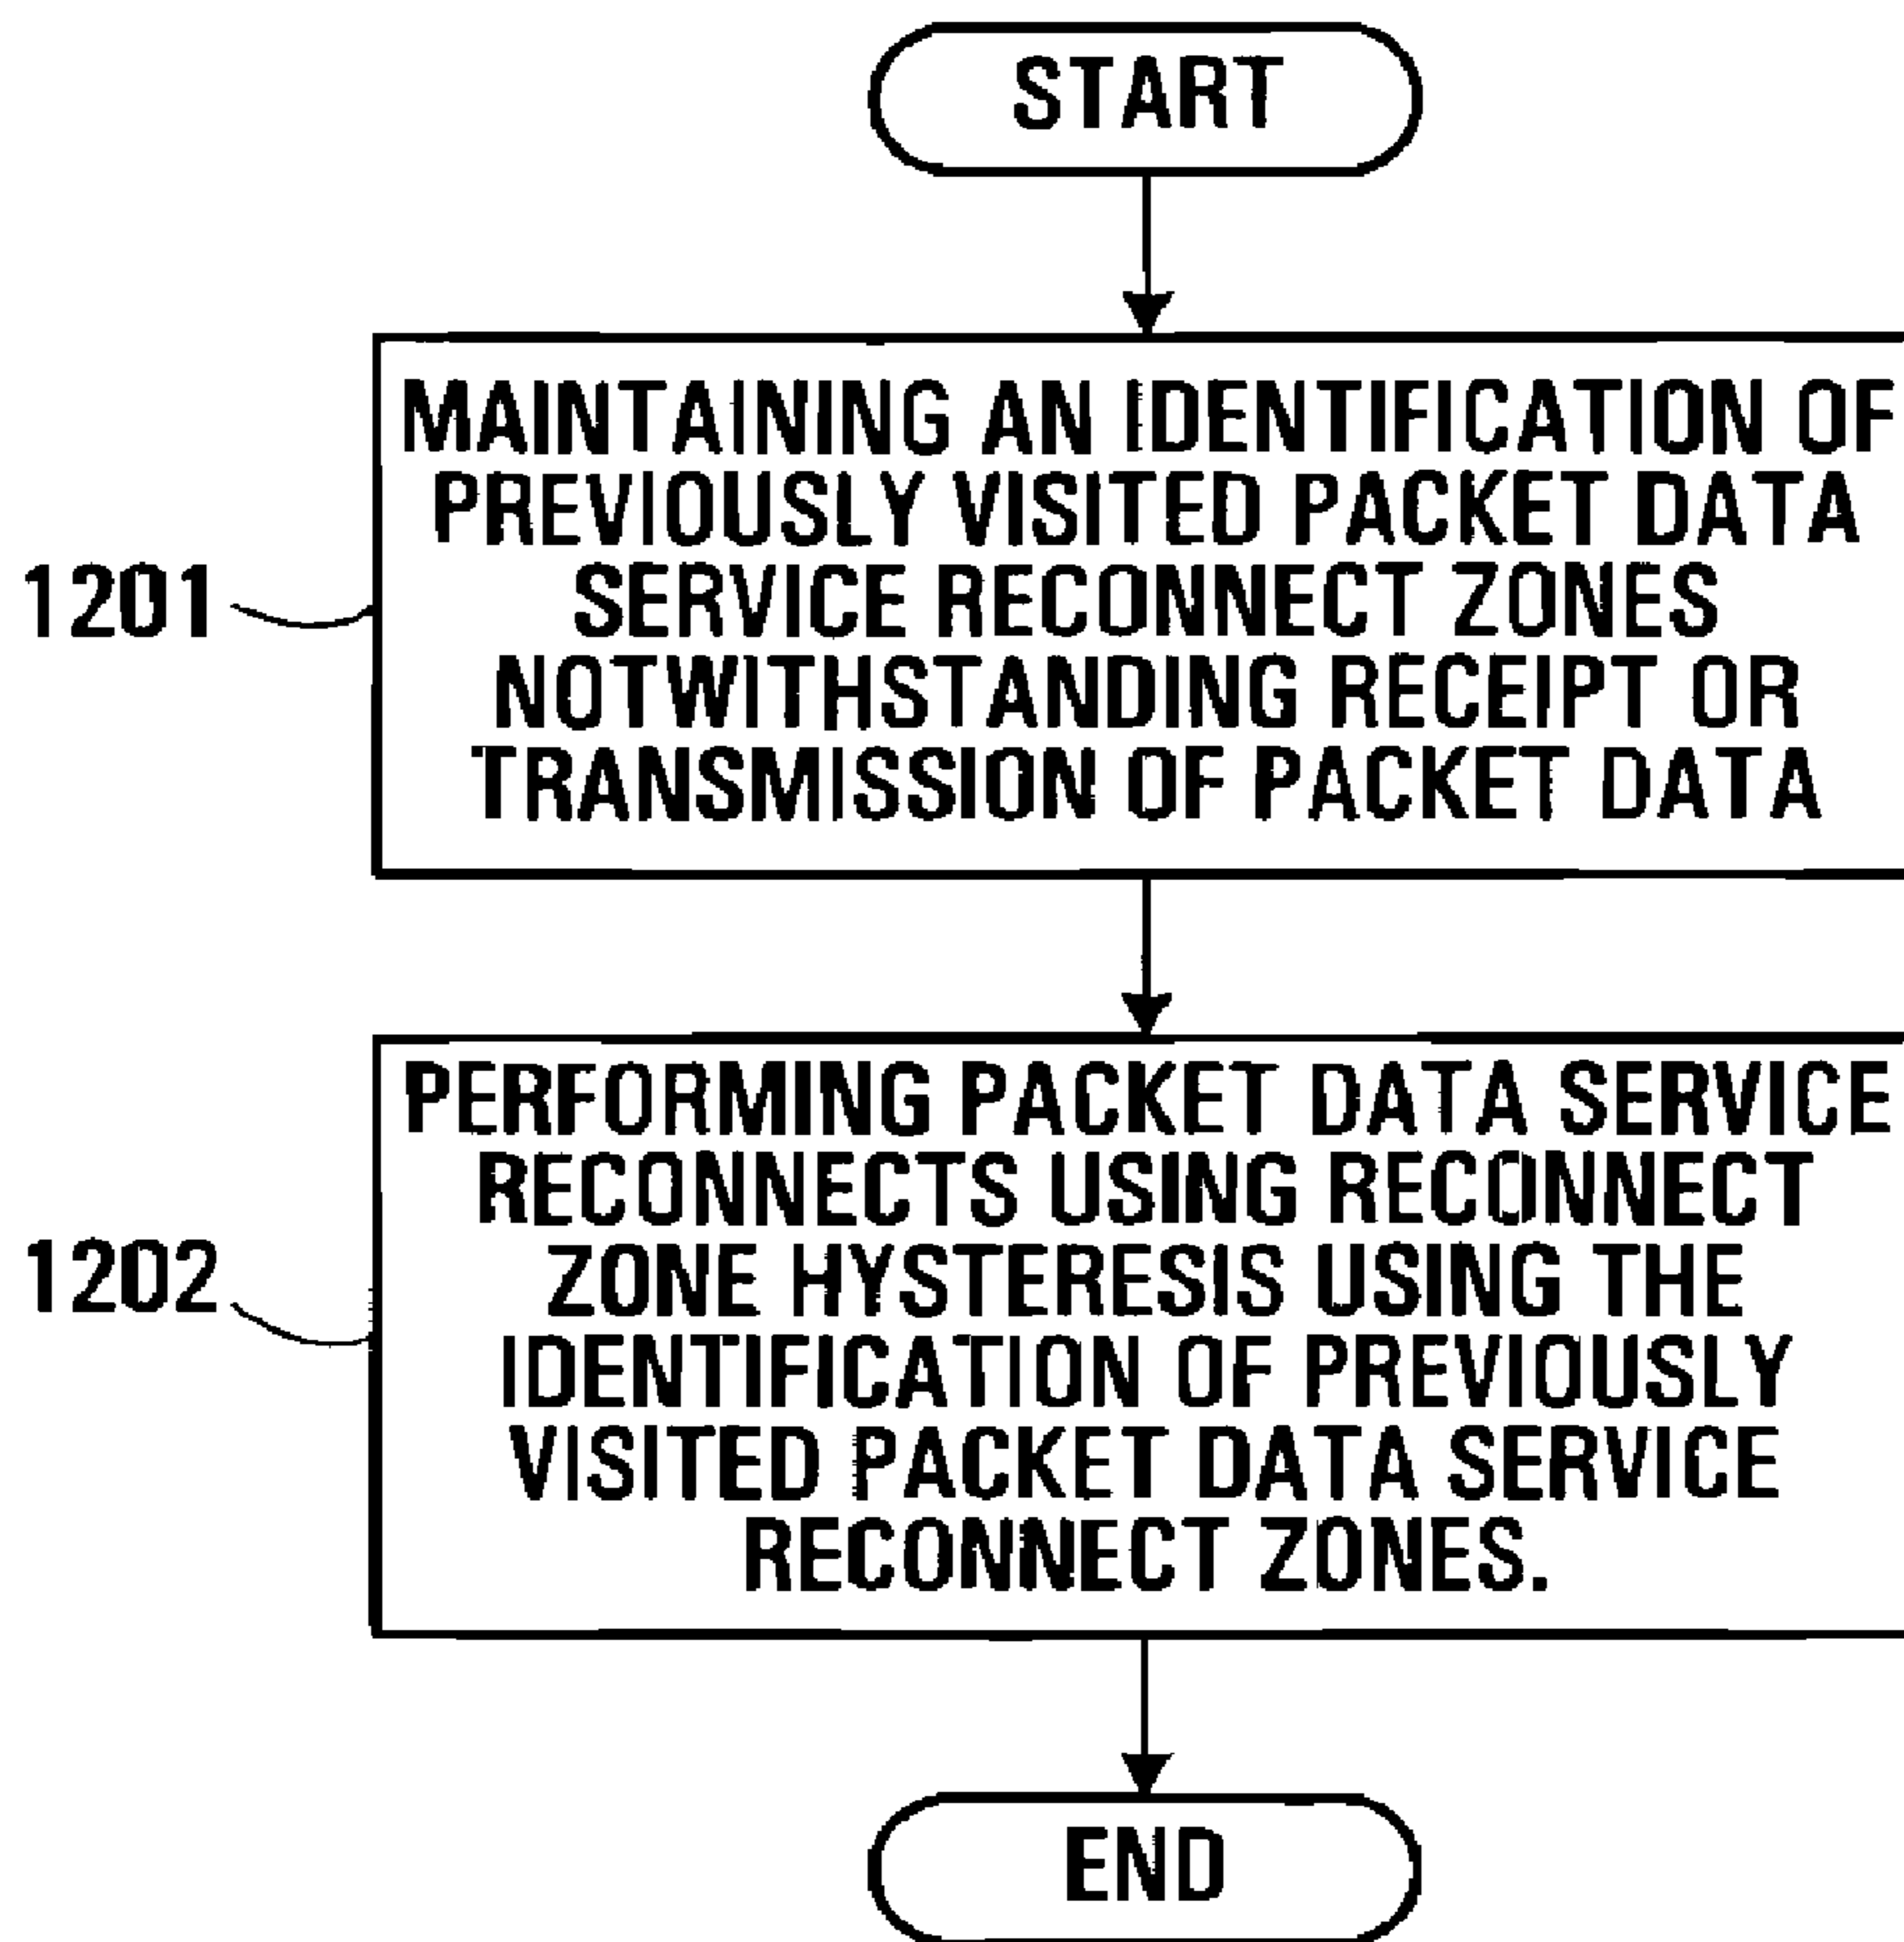 START
MAINTAINING AN IDENTIFICATION OF
PREVIOUSLY VISITED PACKET DATA
SERVICE RECONNECT ZONES
NOTWITHSTANDING RECEIPT OR
TRANSMISSION OF PACKET DATA
1201
PERFORMING PACKET DATA SERVICE
RECONNECTS USING RECONNECT
ZONE HYSTERESIS USING THE
IDENTIFICATION OF PREVIOUSLY
VISITED PACKET DATA SERVICE
RECONNECT ZONES.
1202
END